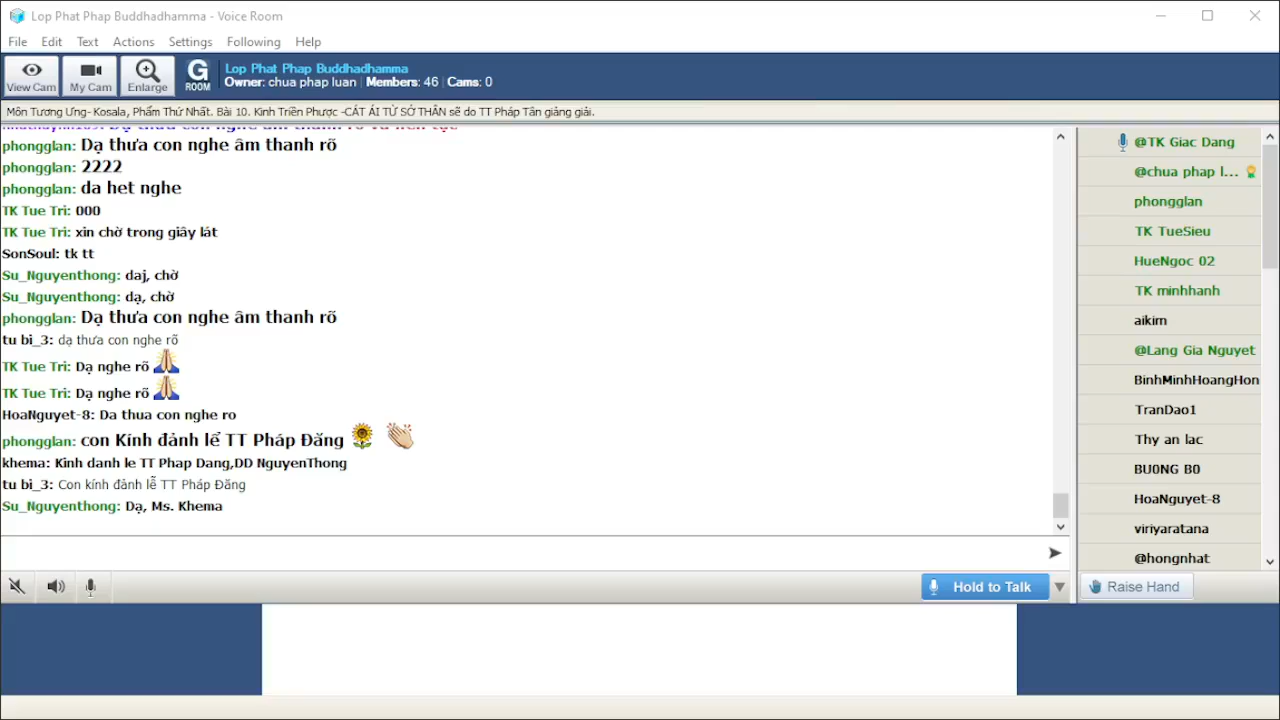 Lop Phat Phap Buddhadhamma - Voice Room
File Edit Text Actions Settings Following Help
View Cam My Cam Enlarge G ROOM
Lop Phat Phap Buddhadhamma
Owner: chua phap luan | Members: 46 | Cams: 0
Môn Tương Ưng- Kosala, Phẩm Thứ Nhất. Bài 10. Kinh Triền Phược -CÁT ÁI TỪ SỞ THÂN sẽ do TT Pháp Tân giảng giải.
phongglan: Dạ thưa con nghe âm thanh rõ
phongglan: 2222
phongglan: da het nghe
TK Tue Tri: 000
TK Tue Tri: xin chờ trong giây lát
SonSoul: tk tt
Su_Nguyenthong: daj, chờ
Su_Nguyenthong: dạ, chờ
phongglan: Dạ thưa con nghe âm thanh rõ
tu bi_3: dạ thưa con nghe rõ
TK Tue Tri: Dạ nghe rõ
TK Tue Tri: Dạ nghe rõ
HoaNguyet-8: Da thua con nghe ro
phongglan: con Kính đảnh lể TT Pháp Đăng
khema: Kinh danh le TT Phap Dang,DD NguyenThong
tu bi_3: Con kính đảnh lễ TT Pháp Đăng
Su_Nguyenthong: Dạ, Ms. Khema
@TK Giac Dang
@chua phap l...
phongglan
TK TueSieu
HueNgoc 02
TK minhhanh
aikim
@Lang Gia Nguyet
BinhMinhHoangHon
TranDao1
Thy an lac
BU0NG B0
HoaNguyet-8
viriyaratana
@hongnhat
Hold to Talk
Raise Hand